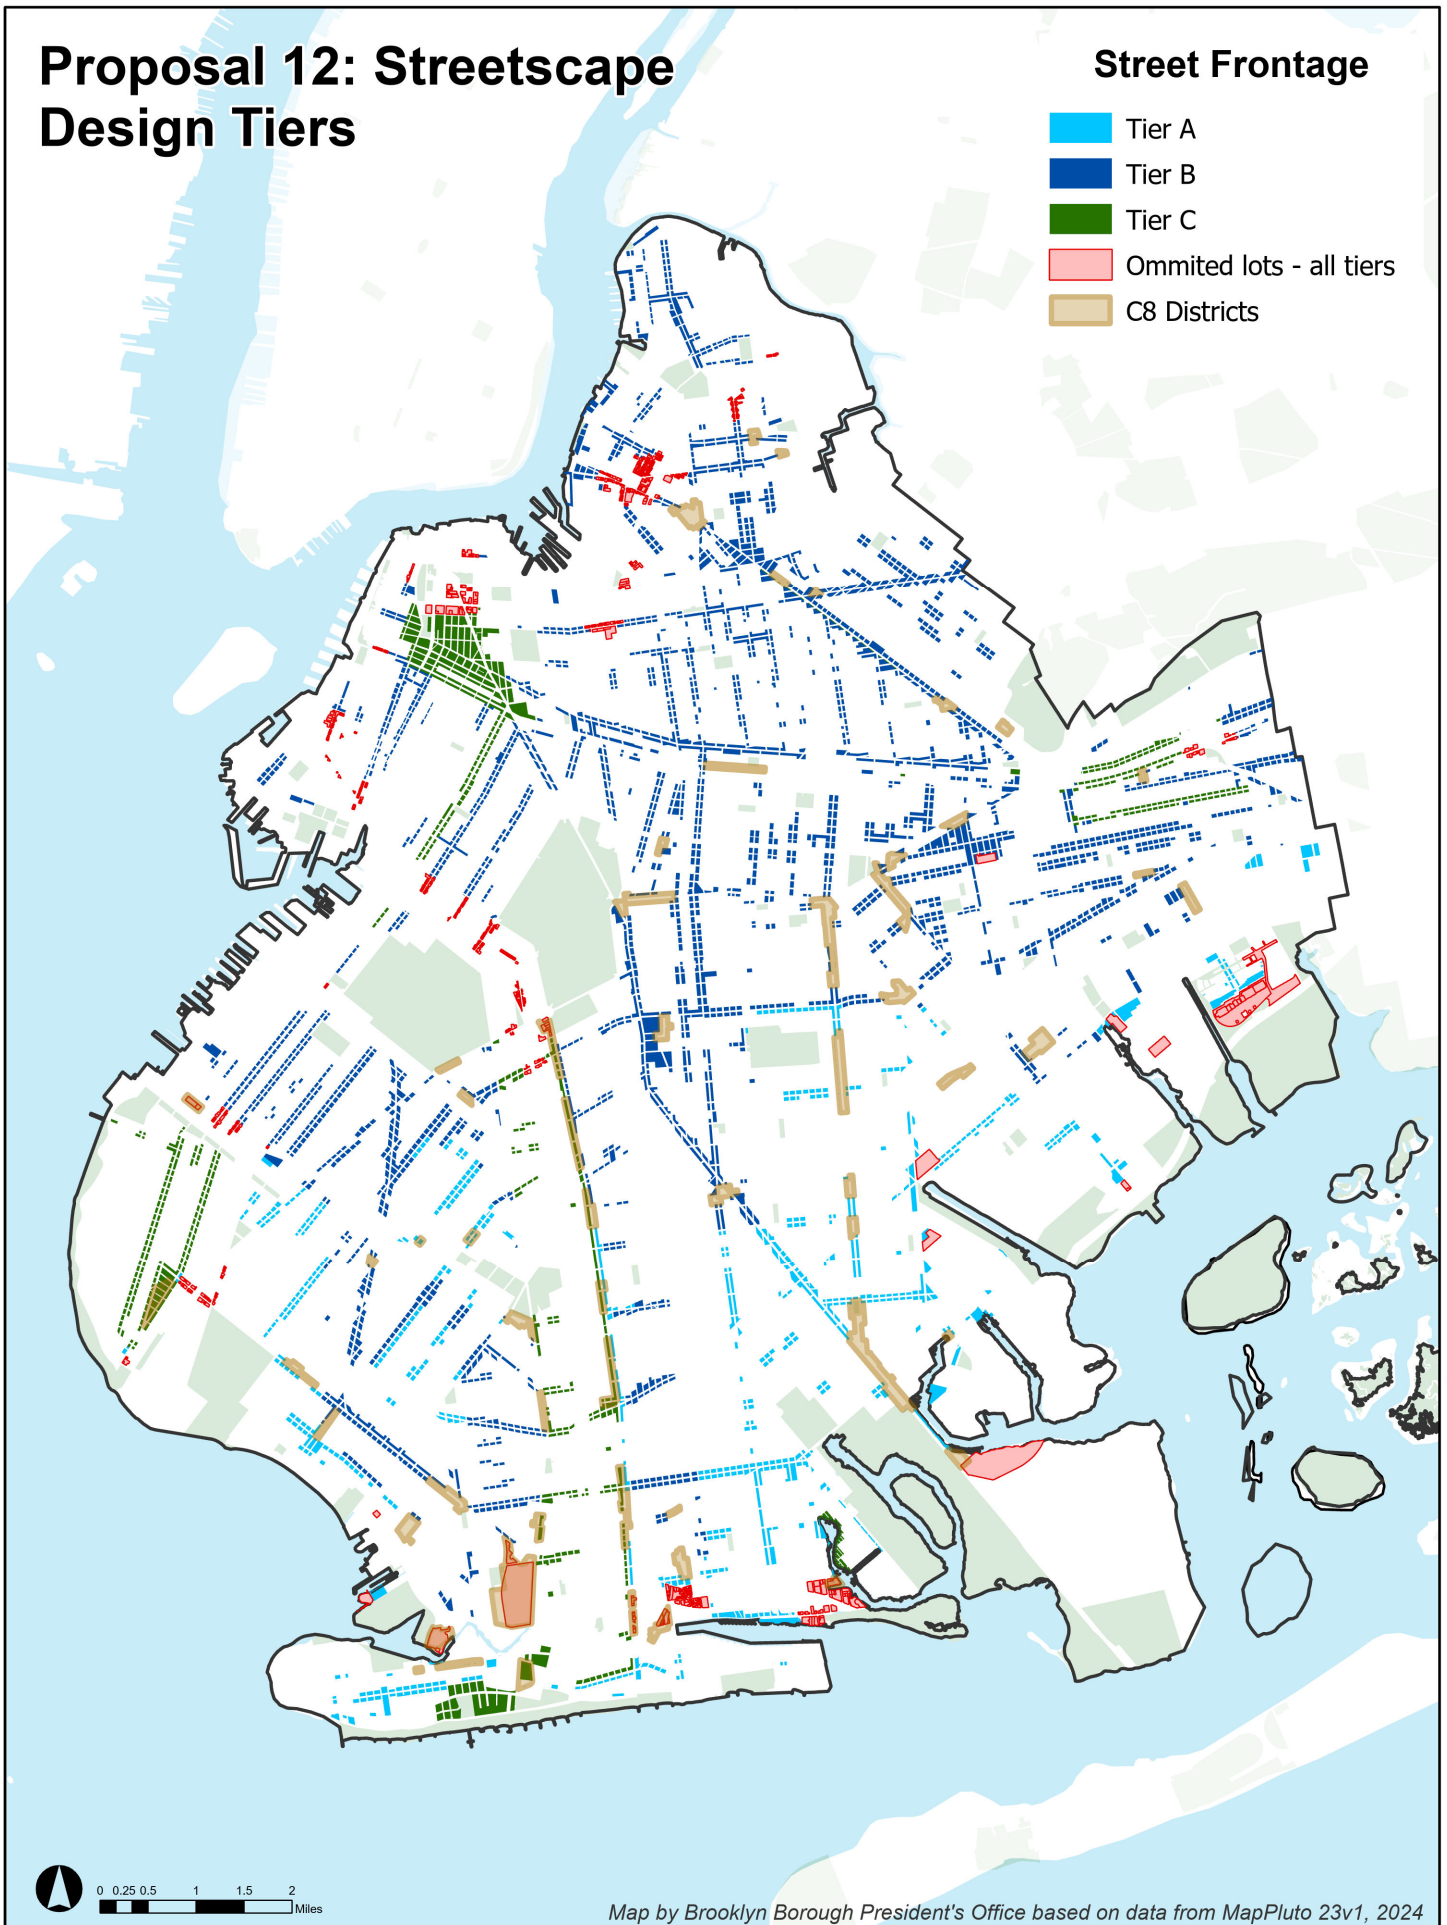 Proposal 12: Streetscape
Design Tiers
Street Frontage
Tier A
Tier B
Tier C
Ommited lots - all tiers
C8 Districts
0 0.25 0.5 1 1.5 2
Miles
Map by Brooklyn Borough President's Office based on data from MapPluto 23v1, 2024